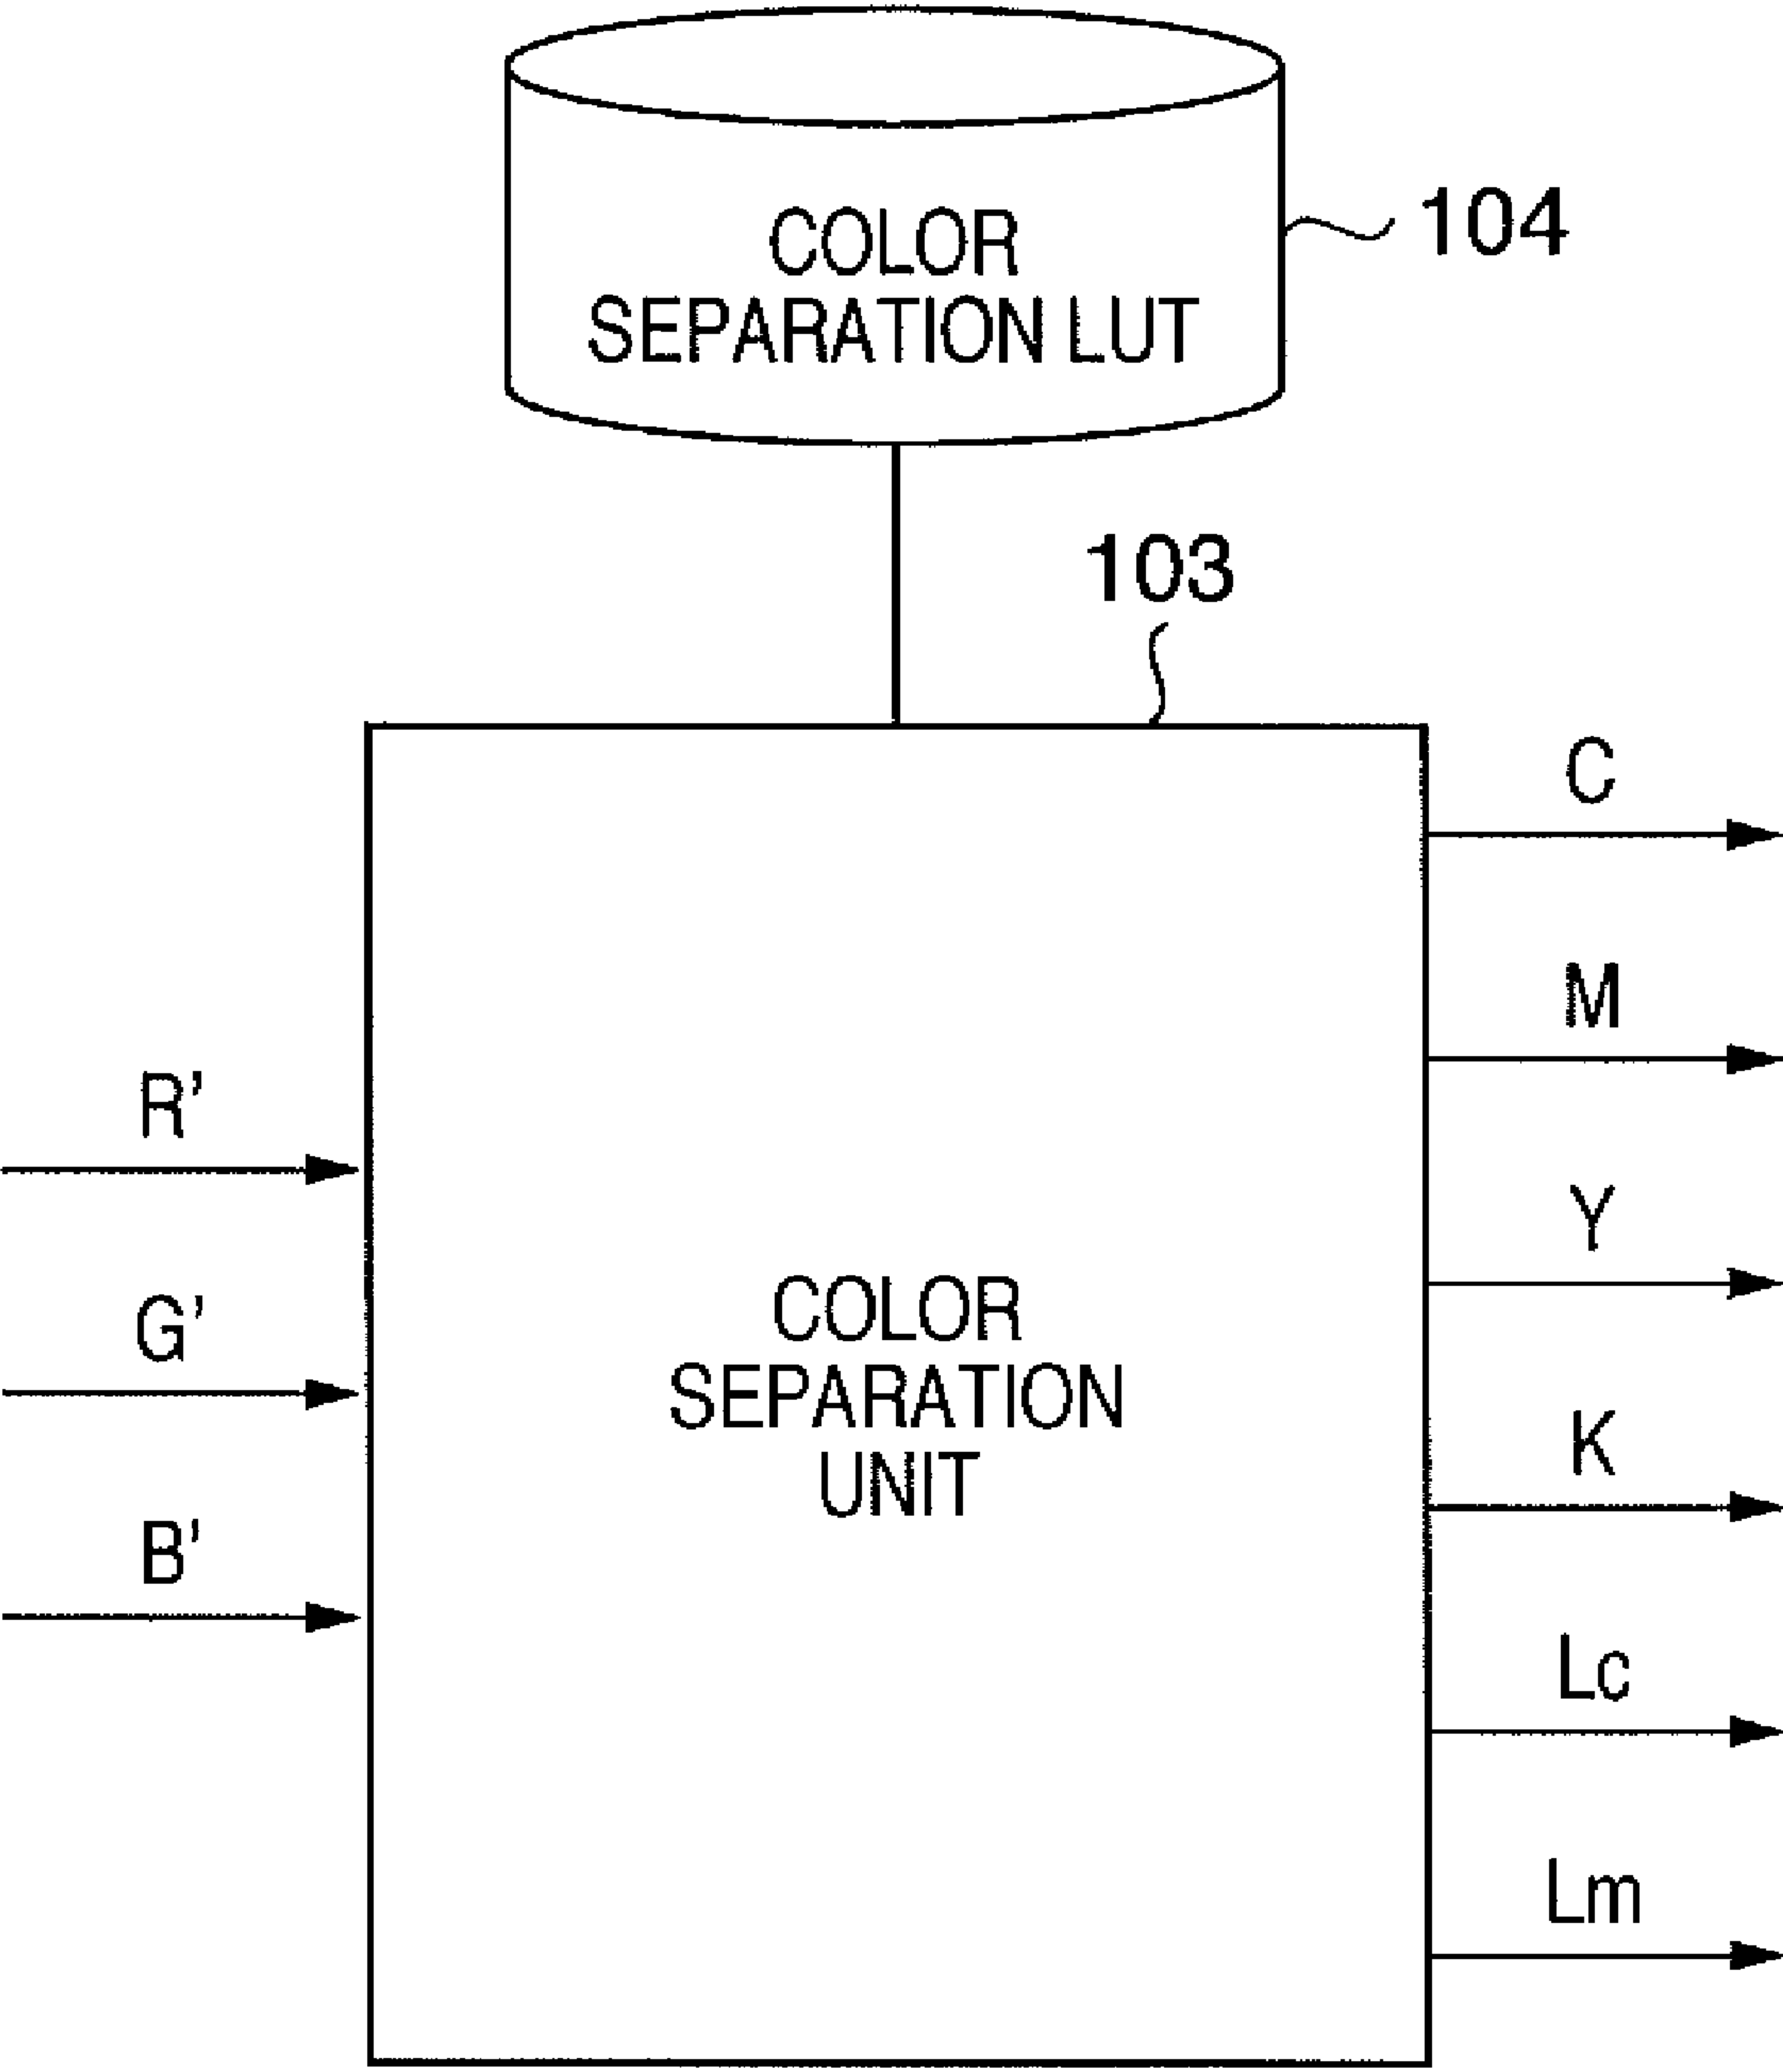 COLOR
SEPARATION LUT
104
103
C
M
R'
Y
G'
COLOR
SEPARATION
UNIT
K
B'
Lc
Lm